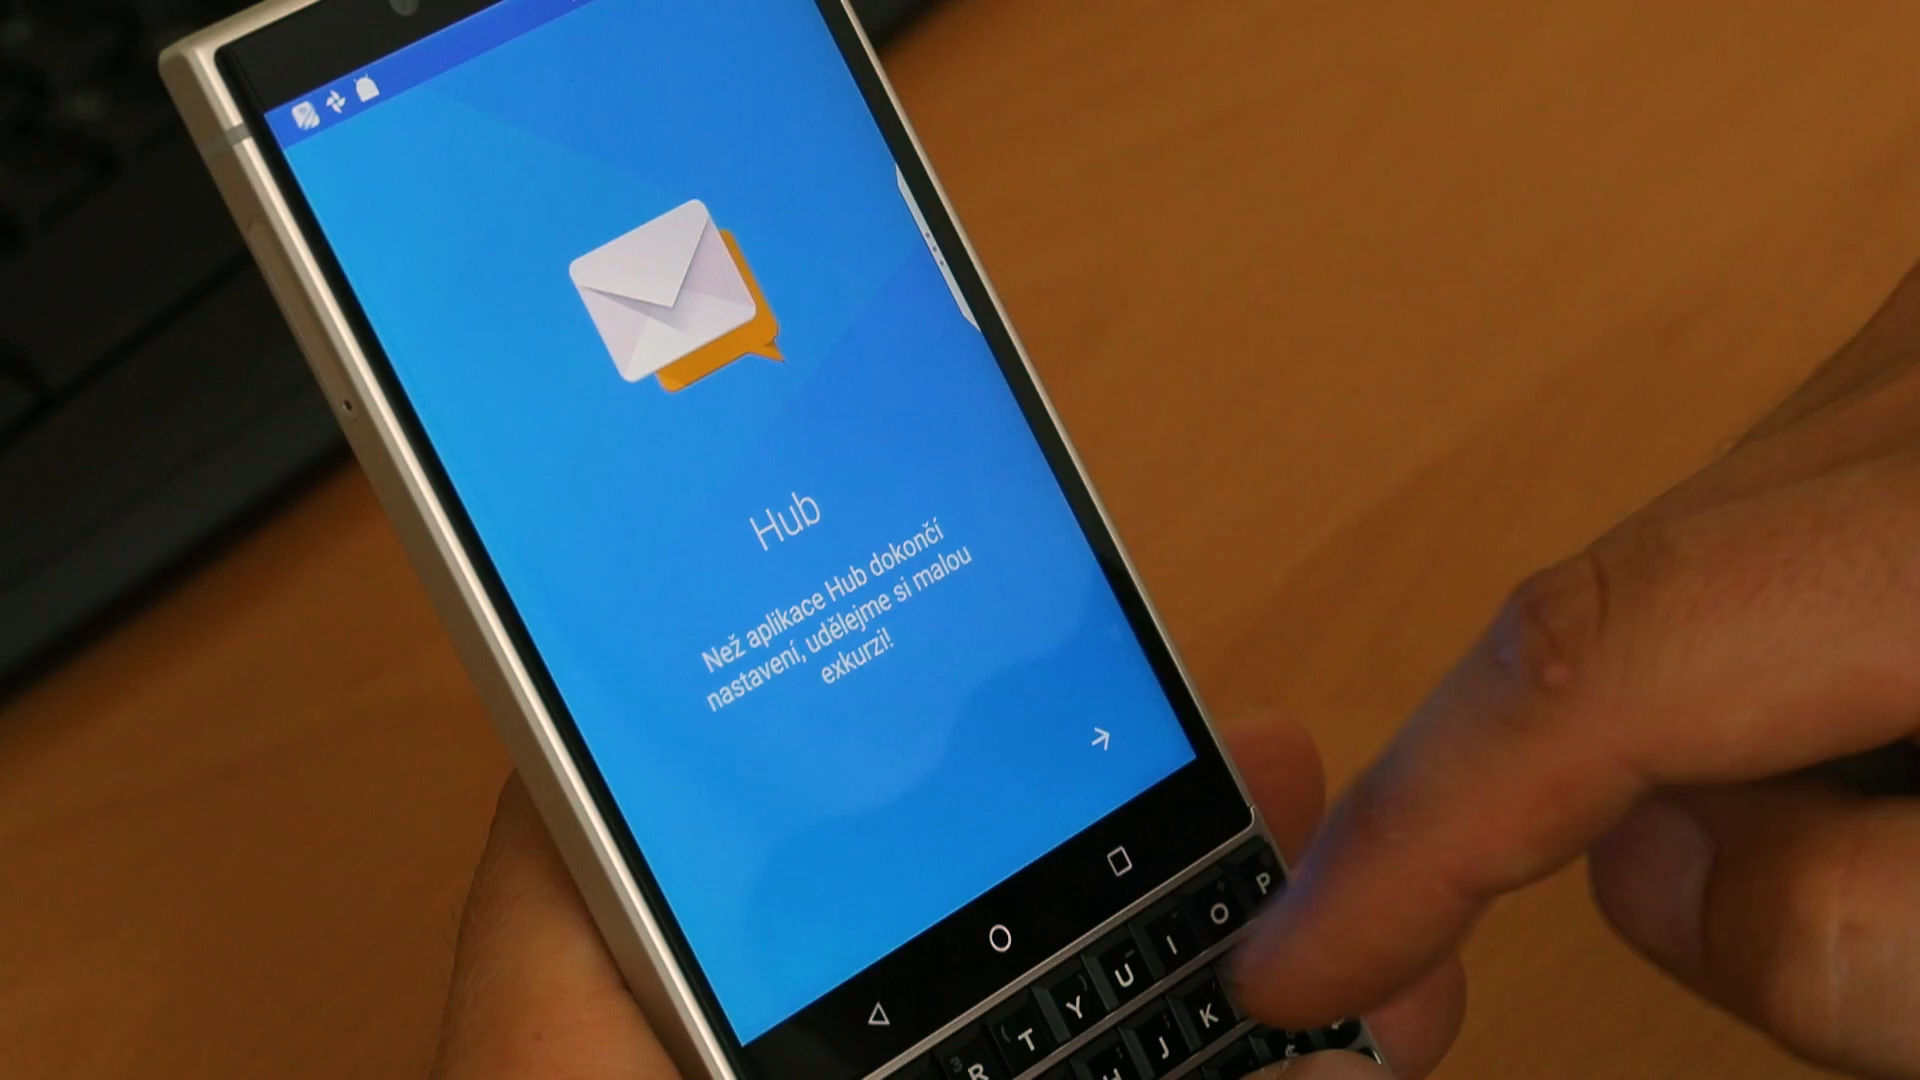 Hub
Než aplikace Hub dokončí
nastavení, udělejme si malou
exkurzi!
R T Y U I O P
H J K